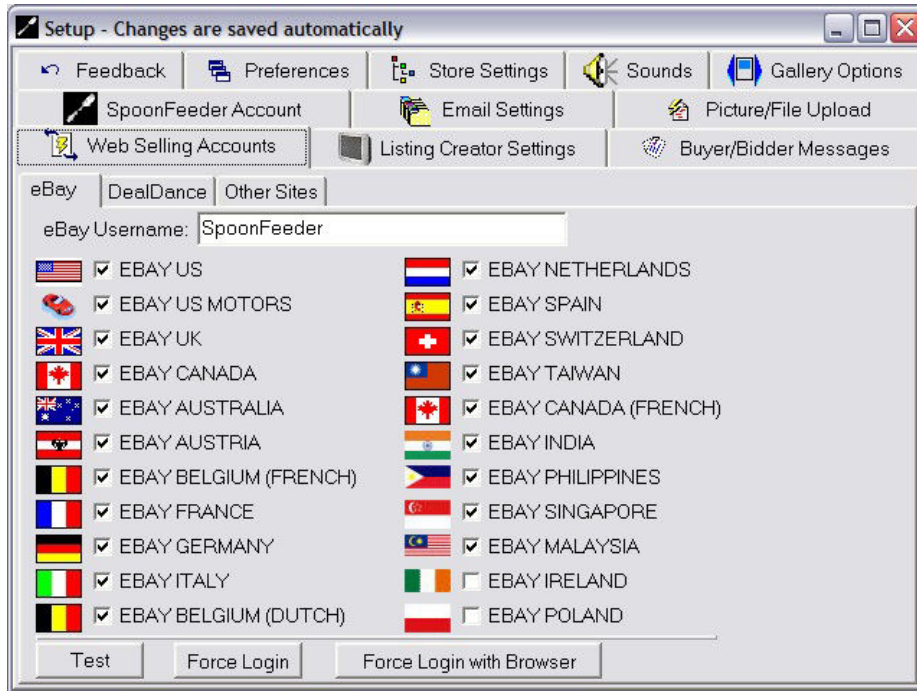 Setup - Changes are saved automatically
Feedback Preferences Store Settings Sounds Gallery Options
SpoonFeeder Account Email Settings Picture/File Upload
Web Selling Accounts Listing Creator Settings Buyer/Bidder Messages
eBay DealDance Other Sites
eBay Username: SpoonFeeder
EBAY US EBAY NETHERLANDS
EBAY US MOTORS EBAY SPAIN
EBAY UK EBAY SWITZERLAND
EBAY CANADA EBAY TAIWAN
EBAY AUSTRALIA EBAY CANADA (FRENCH)
EBAY AUSTRIA EBAY INDIA
EBAY BELGIUM (FRENCH) EBAY PHILIPPINES
EBAY FRANCE EBAY SINGAPORE
EBAY GERMANY EBAY MALAYSIA
EBAY ITALY EBAY IRELAND
EBAY BELGIUM (DUTCH) EBAY POLAND
Test Force Login Force Login with Browser